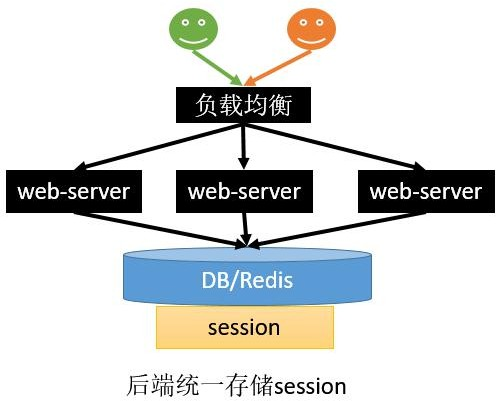 负载均衡
web-server
web-server
web-server
DB/Redis
session
后端统一存储session